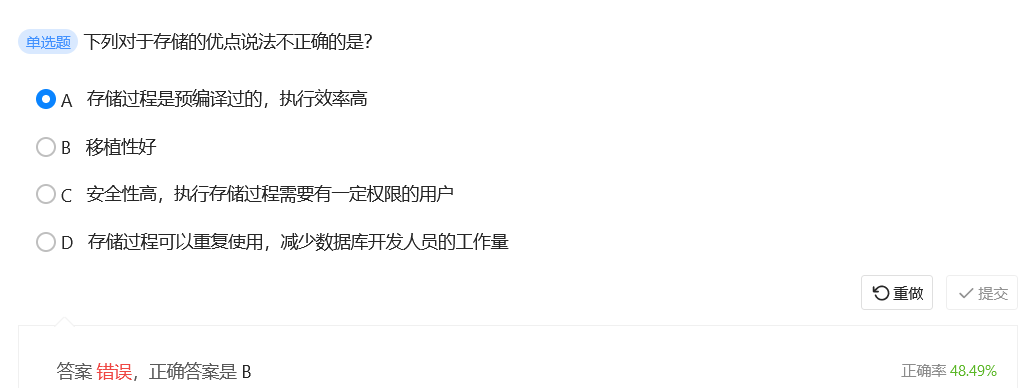 单选题 下列对于存储的优点说法不正确的是?
A 存储过程是预编译过的，执行效率高
B 移植性好
C 安全性高，执行存储过程需要有一定权限的用户
D 存储过程可以重复使用，减少数据库开发人员的工作量
重做 提交
答案 错误，正确答案是 B 正确率 48.49%